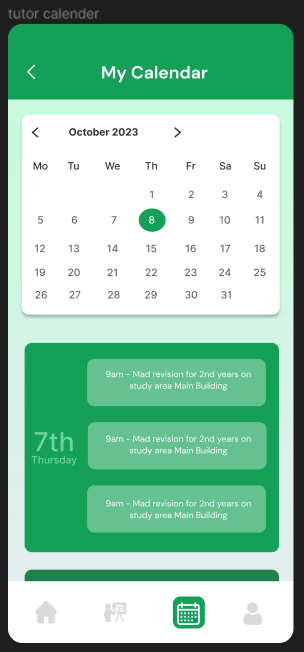 tutor calender
My Calendar
October 2023
Mo Tu We Th Fr Sa Su
1 2 3 4
5 6 7 8 9 10 11
12 13 14 15 16 17 18
19 20 21 22 23 24 25
26 27 28 29 30 31
7th
Thursday
9am - Mad revision for 2nd years on
study area Main Building
9am - Mad revision for 2nd years on
study area Main Building
9am - Mad revision for 2nd years on
study area Main Building